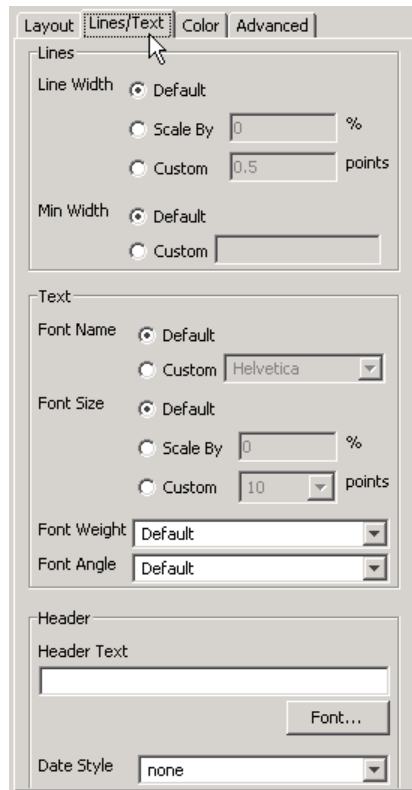 Layout Lines/Text Color Advanced
Lines
Line Width Default
Scale By 0 %
Custom 0.5 points
Min Width Default
Custom
Text
Font Name Default
Custom Helvetica
Font Size Default
Scale By 0 %
Custom 10 points
Font Weight Default
Font Angle Default
Header
Header Text
Font...
Date Style none